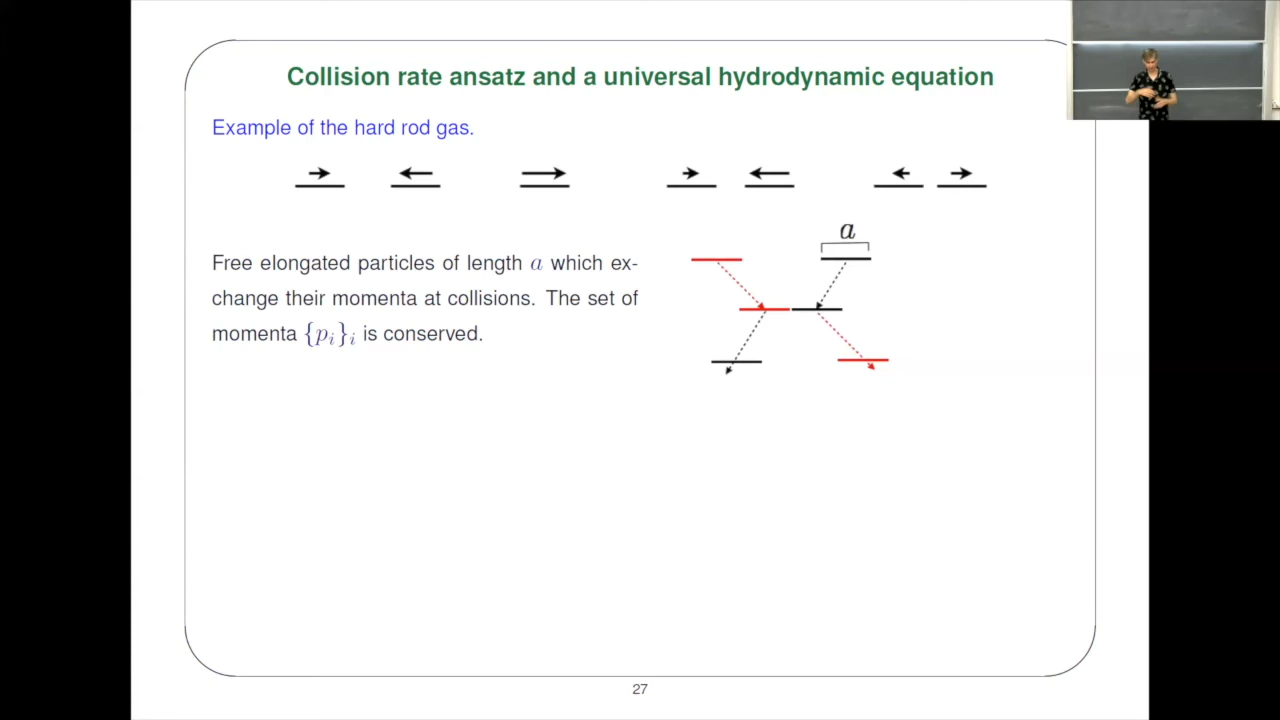 Collision rate ansatz and a universal hydrodynamic equation
Example of the hard rod gas.
a
Free elongated particles of length a which ex-
change their momenta at collisions. The set of
momenta {p_i}_i is conserved.
27